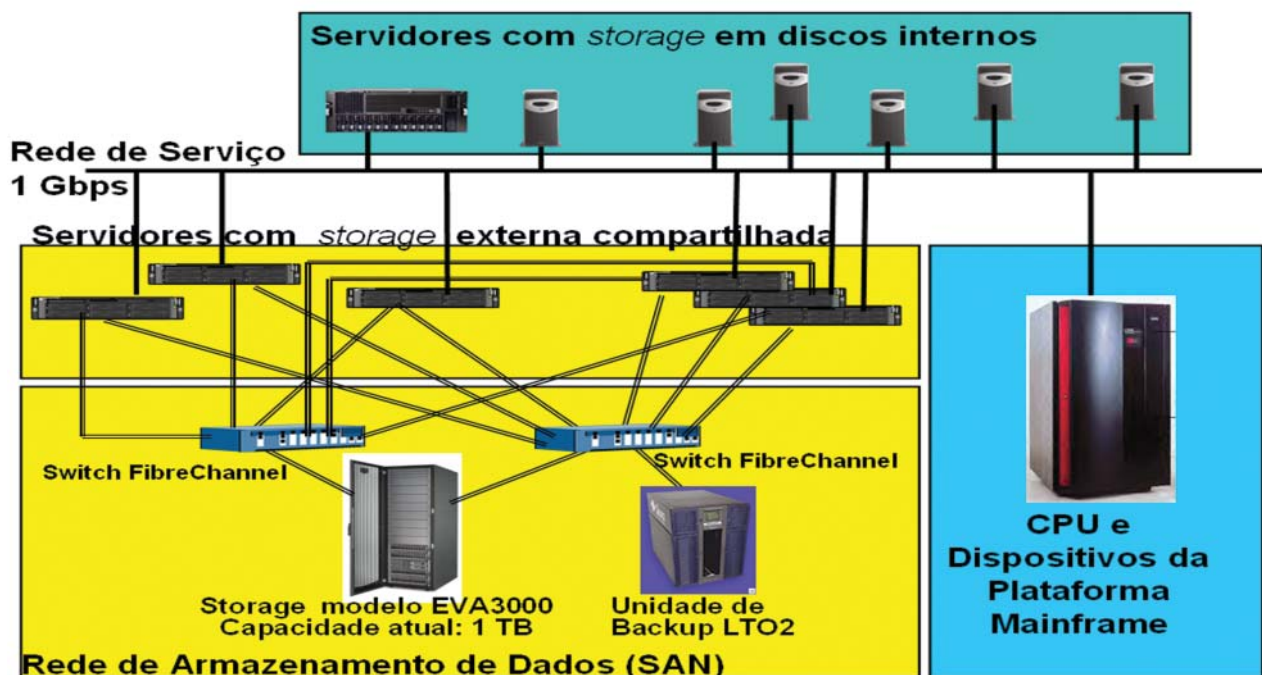 Servidores com storage em discos internos
Rede de Serviço
1 Gbps
Servidores com storage externa compartilhada
Switch FibreChannel
Switch FibreChannel
Storage modelo EVA3000
Capacidade atual: 1 TB
Unidade de
Backup LTO2
Rede de Armazenamento de Dados (SAN)
CPU e
Dispositivos da
Plataforma
Mainframe